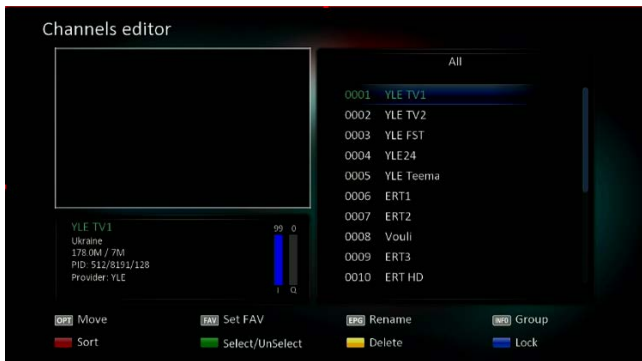 Channels editor
All
0001 YLE TV1
0002 YLE TV2
0003 YLE FST
0004 YLE24
0005 YLE Teema
0006 ERT1
0007 ERT2
0008 Vouli
0009 ERT3
0010 ERT HD
YLE TV1
Ukraine
178.0M / 7M
PID: 512/8191/128
Provider: YLE
99 0
I Q
OPT Move FAV Set FAV EPG Rename INFO Group
Sort Select/UnSelect Delete Lock